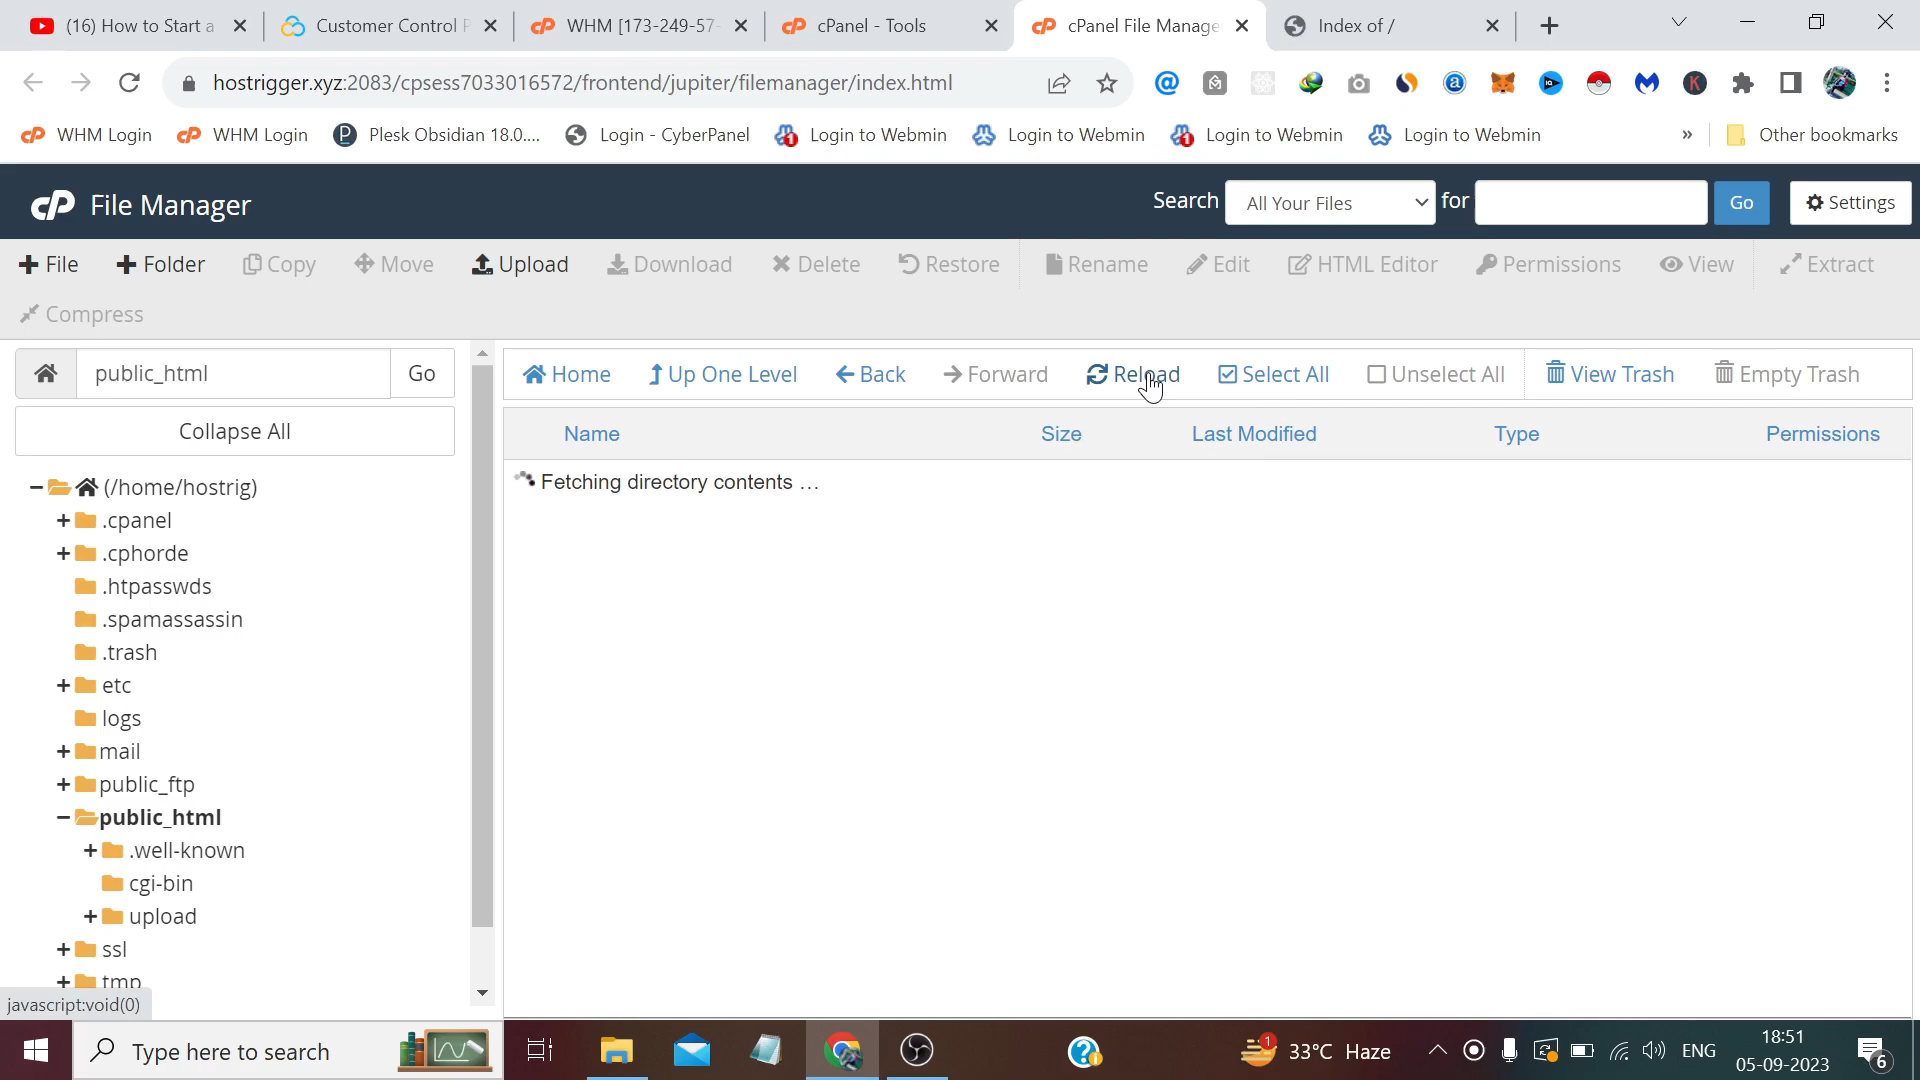 (16) How to Start a
Customer Control P
WHM [173-249-57-
cPanel - Tools
cPanel File Manage
Index of /
hostrigger.xyz:2083/cpsess7033016572/frontend/jupiter/filemanager/index.html
WHM Login
WHM Login
Plesk Obsidian 18.0....
Login - CyberPanel
Login to Webmin
Login to Webmin
Login to Webmin
Login to Webmin
»
Other bookmarks
cP File Manager
Search All Your Files for Go Settings
File
Folder
Copy
Move
Upload
Download
Delete
Restore
Rename
Edit
HTML Editor
Permissions
View
Extract
Compress
public_html Go
Home
Up One Level
Back
Forward
Reload
Select All
Unselect All
View Trash
Empty Trash
Collapse All
Name Size Last Modified Type Permissions
Fetching directory contents ...
(/home/hostrig)
.cpanel
.cphorde
.htpasswds
.spamassassin
.trash
etc
logs
mail
public_ftp
public_html
.well-known
cgi-bin
upload
ssl
tmp
javascript:void(0)
Type here to search
1
33°C Haze
ENG
18:51
05-09-2023
6